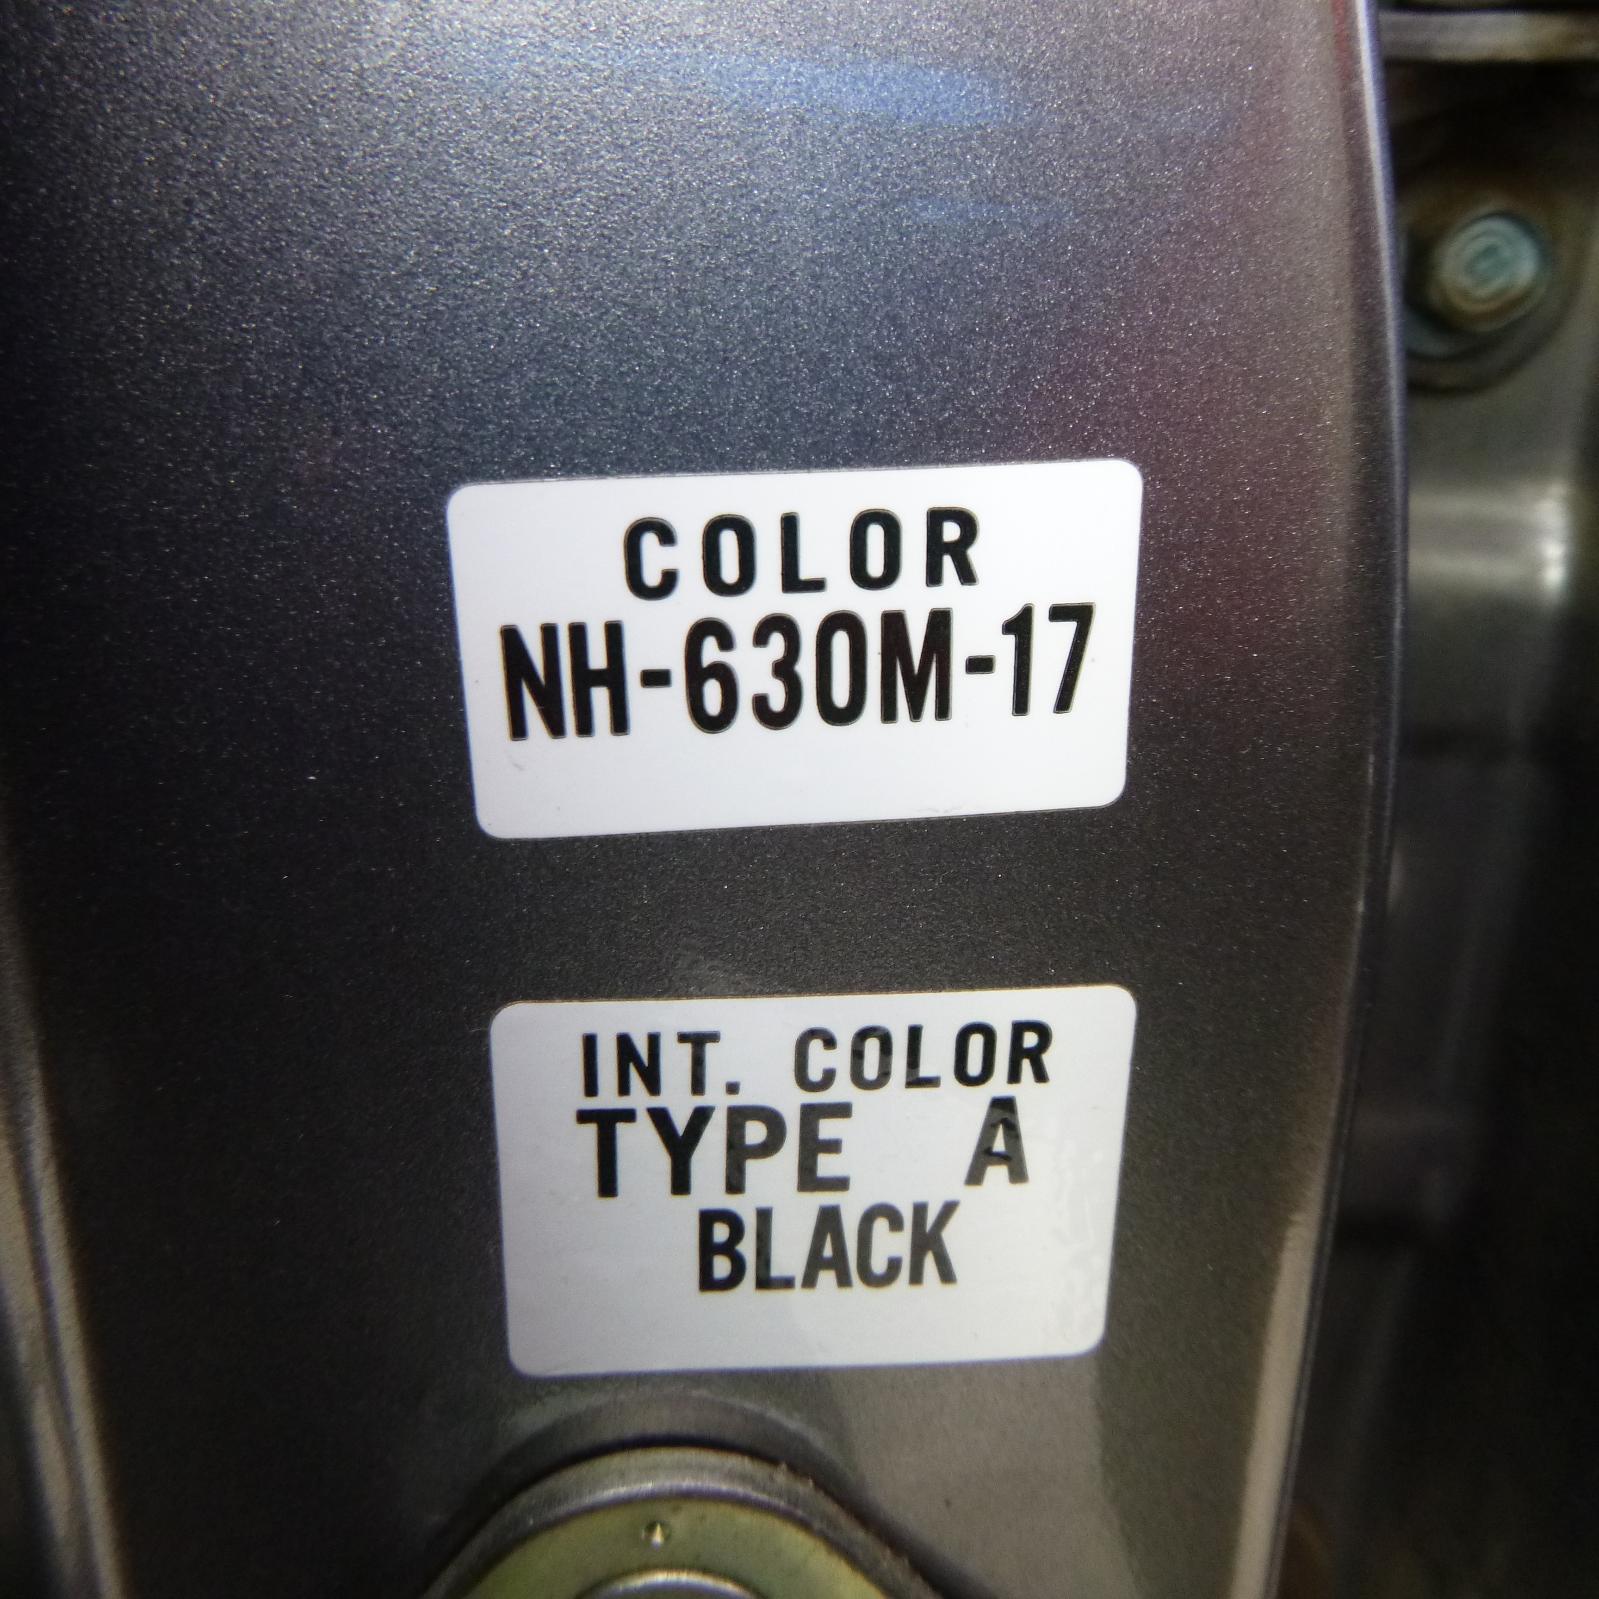 COLOR
NH-630M-17
INT. COLOR
TYPE A
BLACK